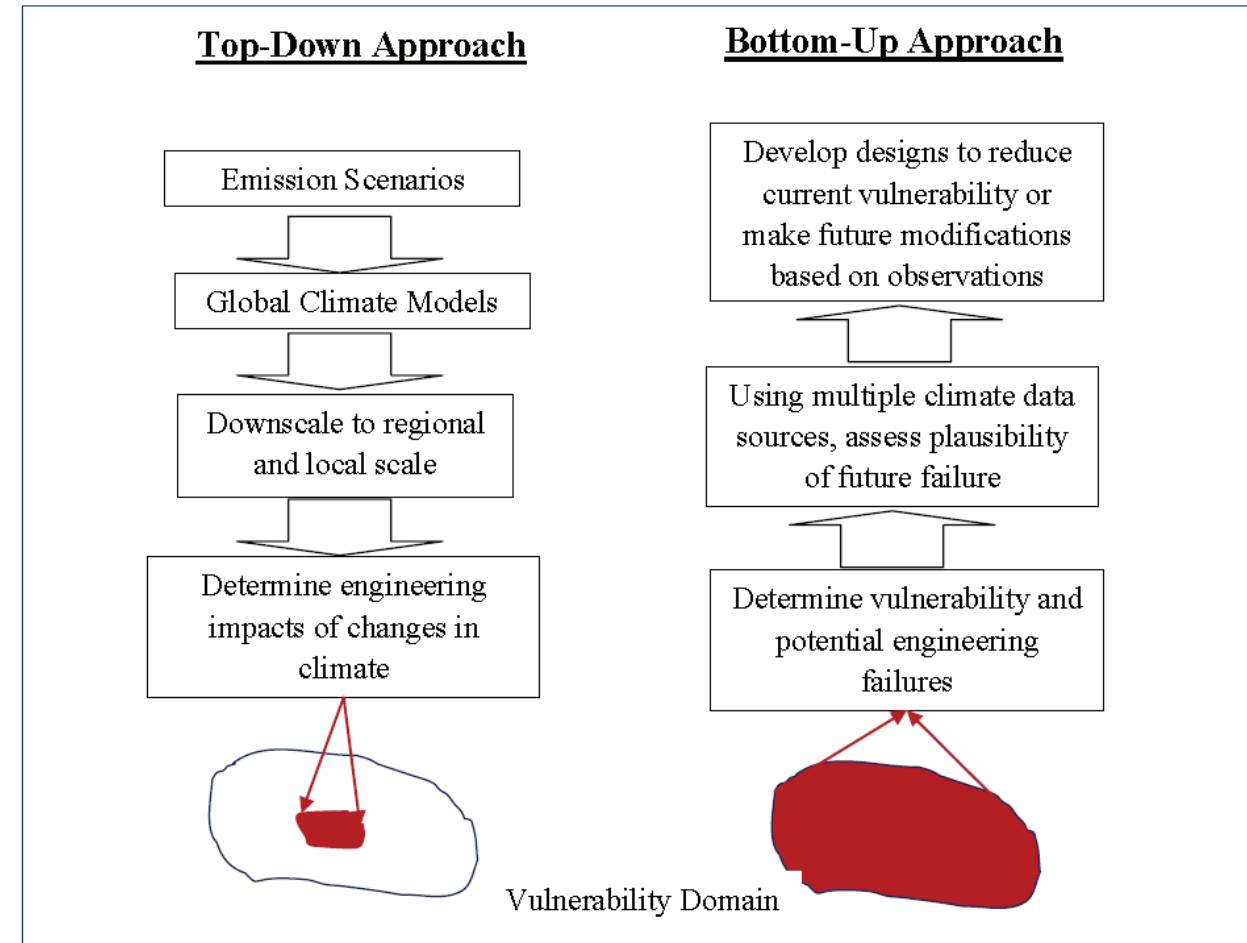 Top-Down Approach
Emission Scenarios
Global Climate Models
Downscale to regional
and local scale
Determine engineering
impacts of changes in
climate
Bottom-Up Approach
Develop designs to reduce
current vulnerability or
make future modifications
based on observations
Using multiple climate data
sources, assess plausibility
of future failure
Determine vulnerability and
potential engineering
failures
Vulnerability Domain